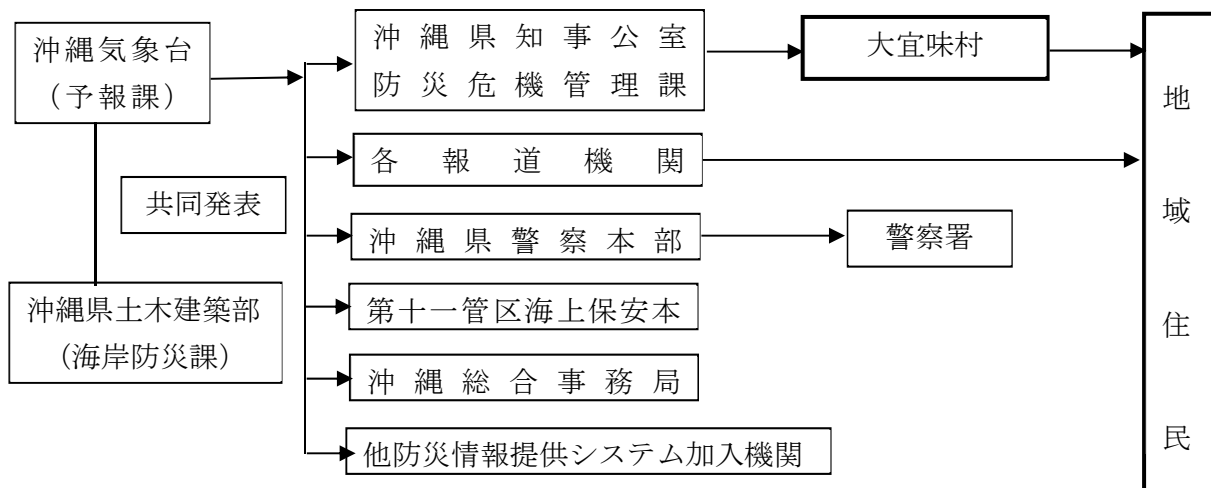 沖縄気象台
(予報課)
共同発表
沖縄県土木建築部
(海岸防災課)
沖縄県知事公室
防災危機管理課
大宜味村
各報道機関
沖縄県警察本部
警察署
第十一管区海上保安本
沖縄総合事務局
他防災情報提供システム加入機関
地
域
住
民